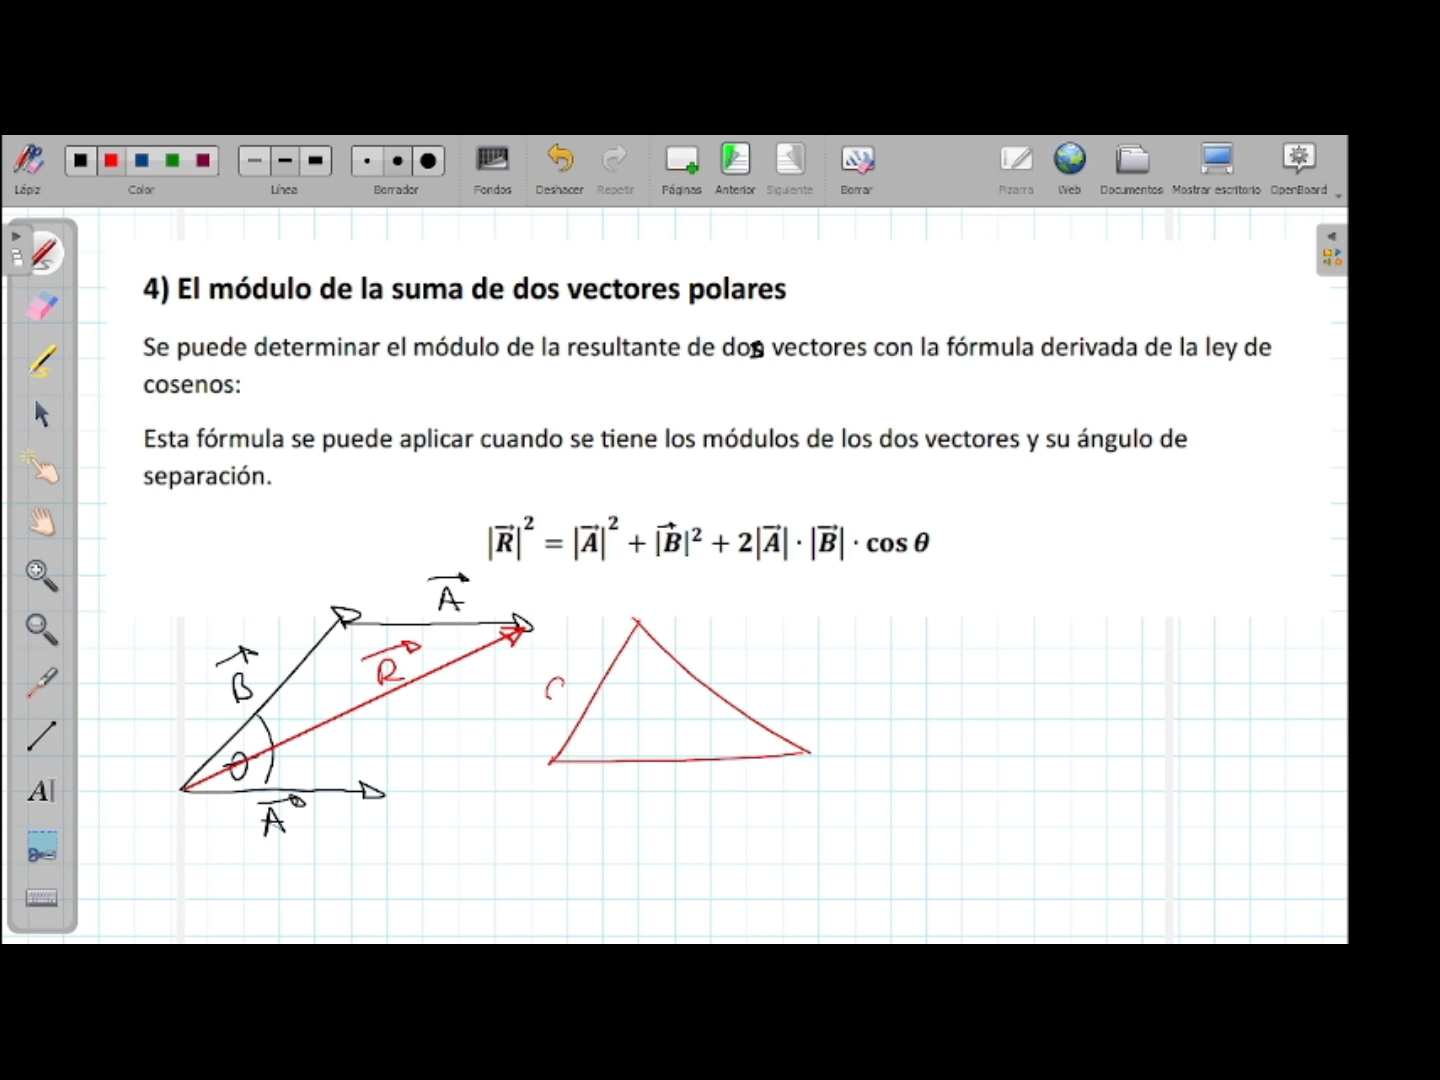 Lápiz Color Línea Borrador Fondos Deshacer Repetir Páginas Anterior Siguiente Borrar Pizarra Web Documentos Mostrar escritorio OpenBoard
4) El módulo de la suma de dos vectores polares
Se puede determinar el módulo de la resultante de dos vectores con la fórmula derivada de la ley de
cosenos:
Esta fórmula se puede aplicar cuando se tiene los módulos de los dos vectores y su ángulo de
separación.
|R⃗|² = |A⃗|² + |B⃗|² + 2|A⃗| · |B⃗| · cos θ
A⃗
R⃗
B⃗
θ
A⃗
AI